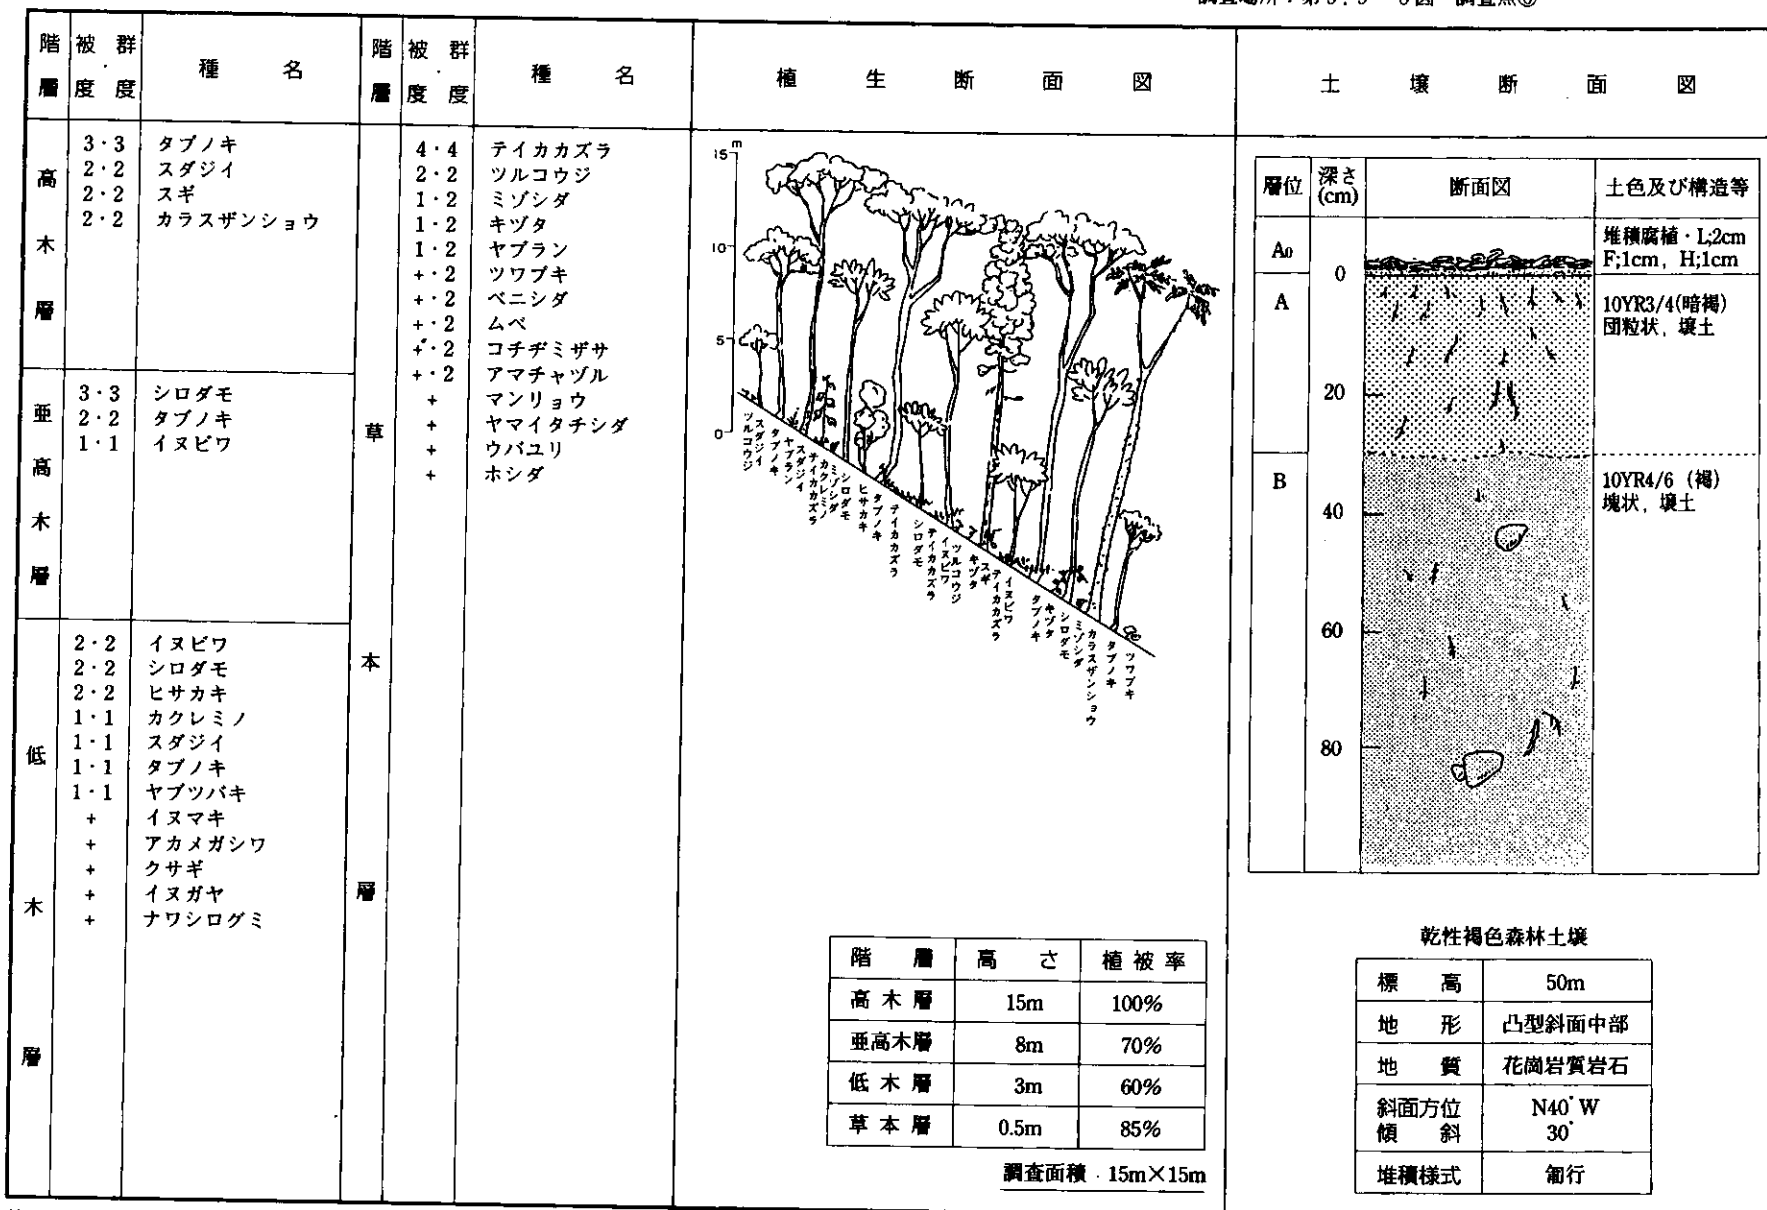 階層 被度・群度 種名
高木層
3・3 タブノキ
2・2 スダジイ
2・2 スギ
2・2 カラスザンショウ
亜高木層
3・3 シロダモ
2・2 タブノキ
1・1 イヌビワ
低木層
2・2 イヌビワ
2・2 シロダモ
2・2 ヒサカキ
1・1 カクレミノ
1・1 スダジイ
1・1 タブノキ
1・1 ヤブツバキ
+ イヌマキ
+ アカメガシワ
+ クサギ
+ イヌガヤ
+ ナワシログミ
階層 被度・群度 種名
草本層
4・4 テイカカズラ
2・2 ツルコウジ
1・2 ミゾシダ
1・2 キヅタ
1・2 ヤブラン
+・2 ツワブキ
+・2 ベニシダ
+・2 ムベ
+・2 コチヂミザサ
+・2 アマチャヅル
+ マンリョウ
+ ヤマイタチシダ
+ ウバユリ
+ ホシダ
植生断面図
m
15
10
5
0
ツルコウジ
スダジイ
タブノキ
ヤブラン
スダジイ
テイカカズラ
カクレミノ
ミゾシダ
シロダモ
ヒサカキ
タブノキ
テイカカズラ
シロダモ
テイカカズラ
イヌビワ
ツルコウジ
キヅタ
スギ
テイカカズラ
イヌビワ
タブノキ
キヅタ
シロダモ
ミゾシダ
カラスザンショウ
タブノキ
ツワブキ
階層 高さ 植被率
高木層 15m 100%
亜高木層 8m 70%
低木層 3m 60%
草本層 0.5m 85%
調査面積・15m×15m
土壌断面図
層位 深さ(cm) 断面図 土色及び構造等
A0 堆積腐植・L;2cm
F;1cm, H;1cm
0
A 10YR3/4(暗褐)
団粒状, 壌土
20
B 10YR4/6 (褐)
塊状, 壌土
40
60
80
乾性褐色森林土壌
標高 50m
地形 凸型斜面中部
地質 花崗岩質岩石
斜面方位 N40°W
傾斜 30°
堆積様式 匍行